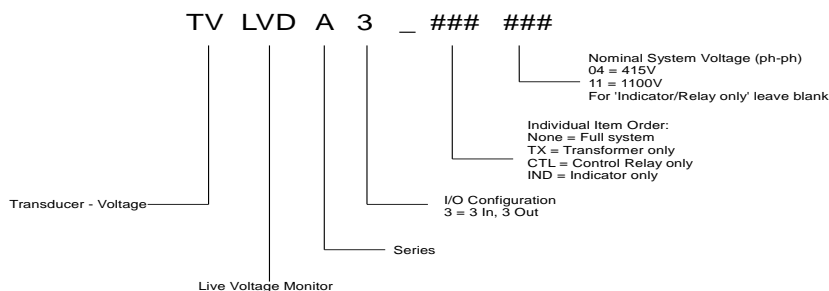 TV LVD A 3 _ ### ###
Nominal System Voltage (ph-ph)
04 = 415V
11 = 1100V
For 'Indicator/Relay only' leave blank
Individual Item Order:
None = Full system
TX = Transformer only
CTL = Control Relay only
IND = Indicator only
I/O Configuration
3 = 3 In, 3 Out
Transducer - Voltage
Series
Live Voltage Monitor